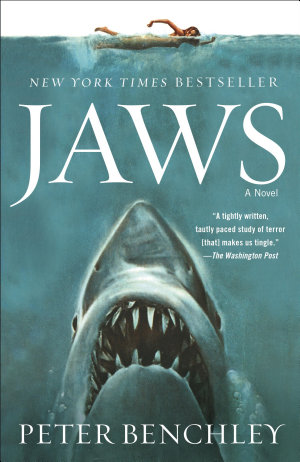 NEW YORK TIMES BESTSELLER
JAWS
A Novel
"A tightly written,
tautly paced study of terror
[that] makes us tingle."
—The Washington Post
PETER BENCHLEY